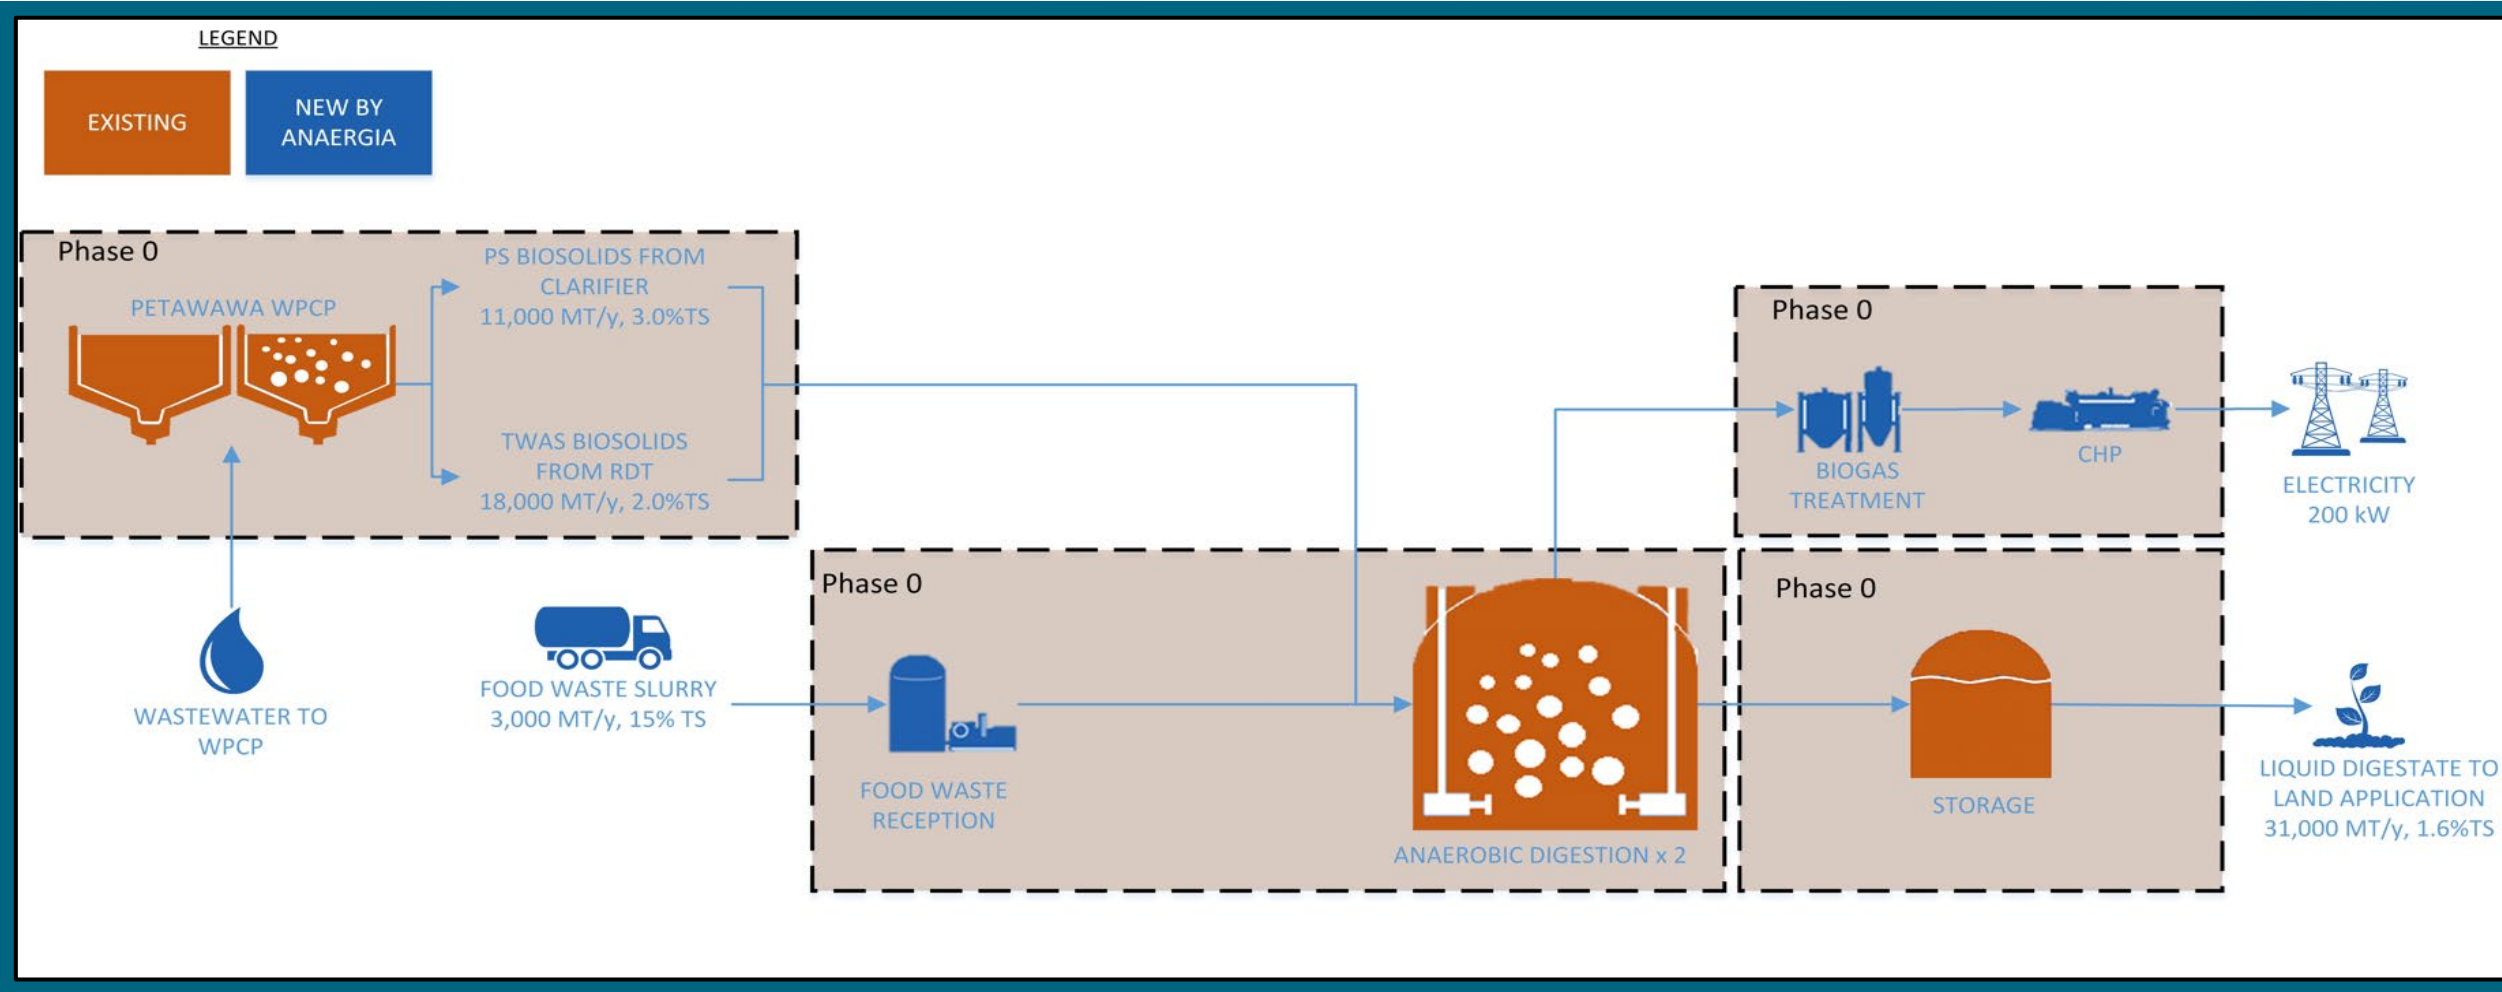 LEGEND
EXISTING
NEW BY
ANAERGIA
Phase 0
PETAWAWA WPCP
PS BIOSOLIDS FROM
CLARIFIER
11,000 MT/y, 3.0%TS
TWAS BIOSOLIDS
FROM RDT
18,000 MT/y, 2.0%TS
WASTEWATER TO
WPCP
FOOD WASTE SLURRY
3,000 MT/y, 15% TS
Phase 0
FOOD WASTE
RECEPTION
ANAEROBIC DIGESTION x 2
Phase 0
BIOGAS
TREATMENT
CHP
ELECTRICITY
200 kW
Phase 0
STORAGE
LIQUID DIGESTATE TO
LAND APPLICATION
31,000 MT/y, 1.6%TS